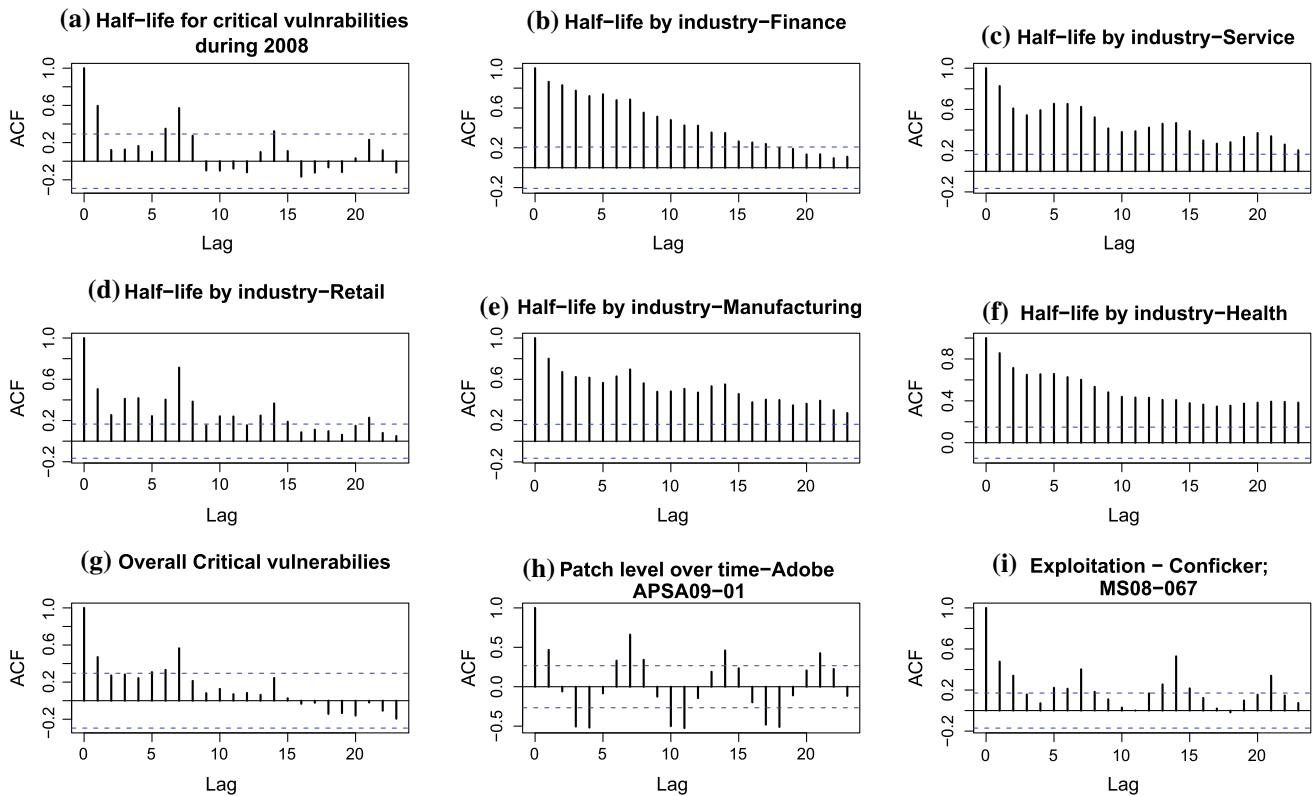 (a) Half−life for critical vulnrabilities
during 2008
ACF
1.0
0.6
0.2
−0.2
0 5 10 15 20
Lag
(b) Half−life by industry−Finance
ACF
1.0
0.6
0.2
−0.2
0 5 10 15 20
Lag
(c) Half−life by industry−Service
ACF
1.0
0.6
0.2
−0.2
0 5 10 15 20
Lag
(d) Half−life by industry−Retail
ACF
1.0
0.6
0.2
−0.2
0 5 10 15 20
Lag
(e) Half−life by industry−Manufacturing
ACF
1.0
0.6
0.2
−0.2
0 5 10 15 20
Lag
(f) Half−life by industry−Health
ACF
0.8
0.4
0.0
0 5 10 15 20
Lag
(g) Overall Critical vulnerabilies
ACF
1.0
0.6
0.2
−0.2
0 5 10 15 20
Lag
(h) Patch level over time−Adobe
APSA09−01
ACF
1.0
0.5
0.0
−0.5
0 5 10 15 20
Lag
(i) Exploitation − Conficker;
MS08−067
ACF
1.0
0.6
0.2
−0.2
0 5 10 15 20
Lag